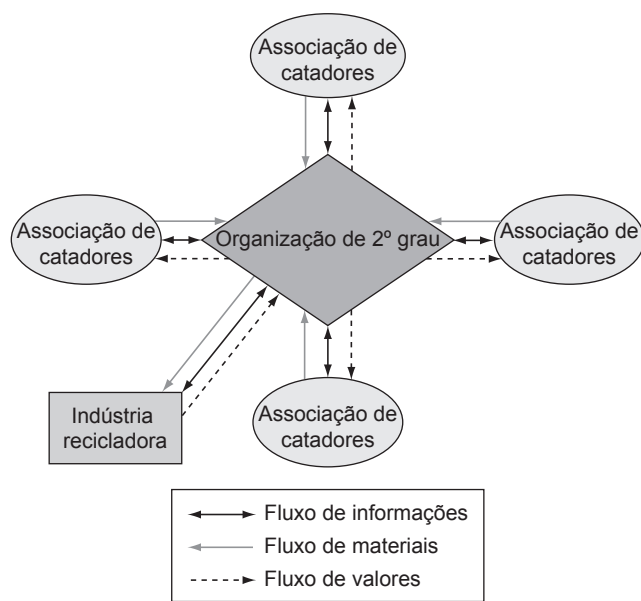 Associação de
catadores
Associação de
catadores
Organização de 2º grau
Associação de
catadores
Indústria
recicladora
Associação de
catadores
Fluxo de informações
Fluxo de materiais
Fluxo de valores